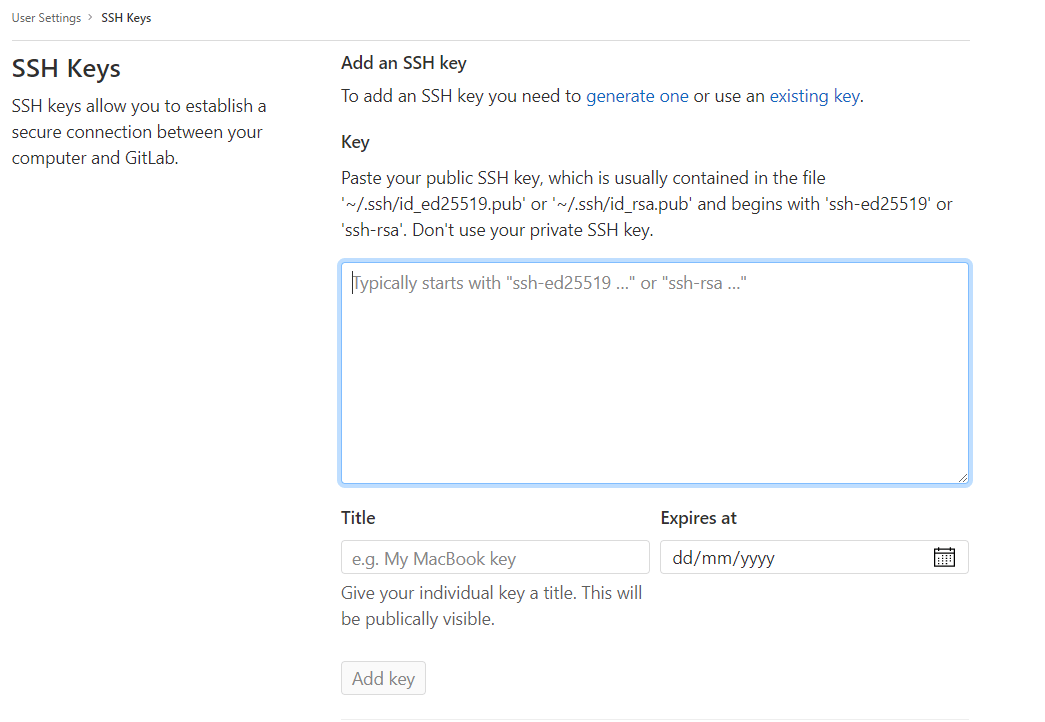 User Settings › SSH Keys
SSH Keys
SSH keys allow you to establish a
secure connection between your
computer and GitLab.
Add an SSH key
To add an SSH key you need to generate one or use an existing key.
Key
Paste your public SSH key, which is usually contained in the file
'~/.ssh/id_ed25519.pub' or '~/.ssh/id_rsa.pub' and begins with 'ssh-ed25519' or
'ssh-rsa'. Don't use your private SSH key.
Typically starts with "ssh-ed25519 ..." or "ssh-rsa ..."
Title
e.g. My MacBook key
Give your individual key a title. This will
be publically visible.
Expires at
dd/mm/yyyy
Add key